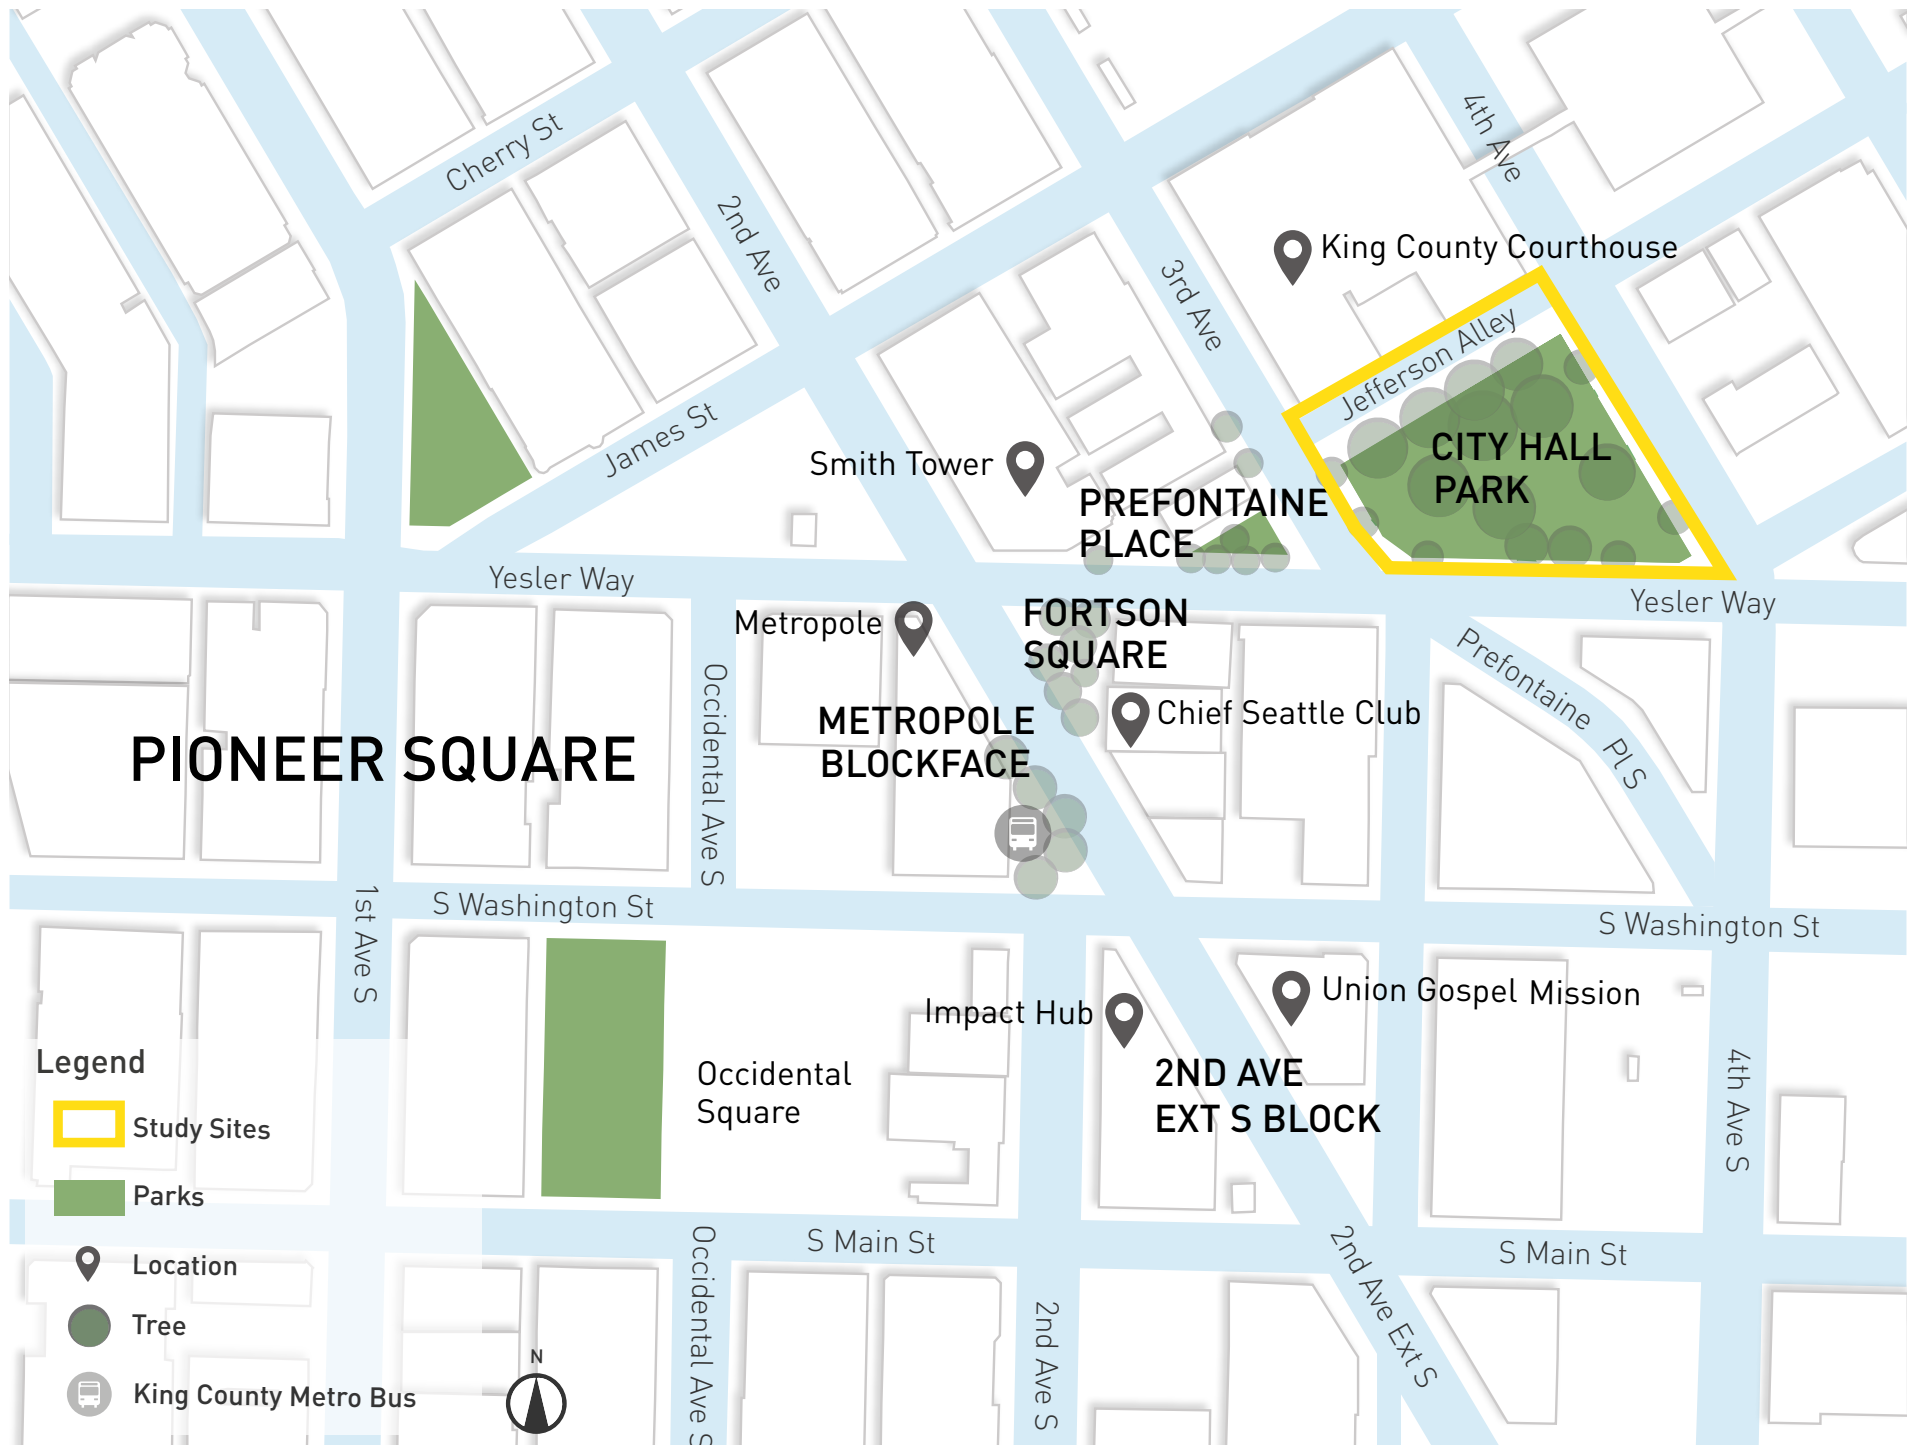 4th Ave
Cherry St
2nd Ave
King County Courthouse
3rd Ave
Jefferson Alley
James St
CITY HALL
PARK
Smith Tower
PREFONTAINE
PLACE
Yesler Way
Yesler Way
Metropole
FORTSON
SQUARE
Prefontaine Pl S
Occidental Ave S
METROPOLE
BLOCKFACE
Chief Seattle Club
PIONEER SQUARE
1st Ave S
S Washington St
S Washington St
Union Gospel Mission
Impact Hub
2ND AVE
EXT S BLOCK
Occidental
Square
4th Ave S
S Main St
S Main St
Occidental Ave S
2nd Ave S
2nd Ave Ext S
Legend
Study Sites
Parks
Location
Tree
King County Metro Bus
N